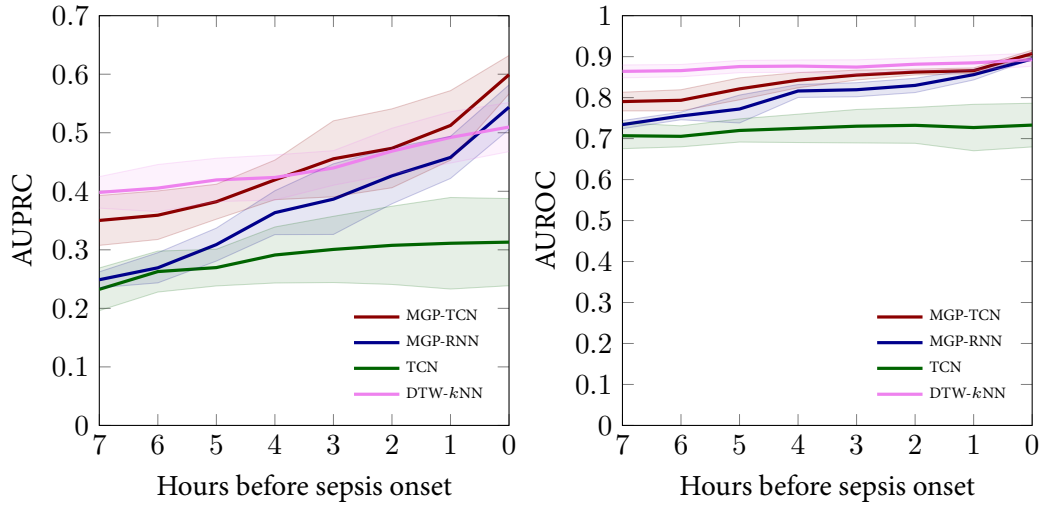 0.7
0.6
0.5
0.4
0.3
0.2
0.1
0
AUPRC
MGP-TCN
MGP-RNN
TCN
DTW-kNN
7 6 5 4 3 2 1 0
Hours before sepsis onset
1
0.9
0.8
0.7
0.6
0.5
0.4
0.3
0.2
0.1
0
AUROC
MGP-TCN
MGP-RNN
TCN
DTW-kNN
7 6 5 4 3 2 1 0
Hours before sepsis onset